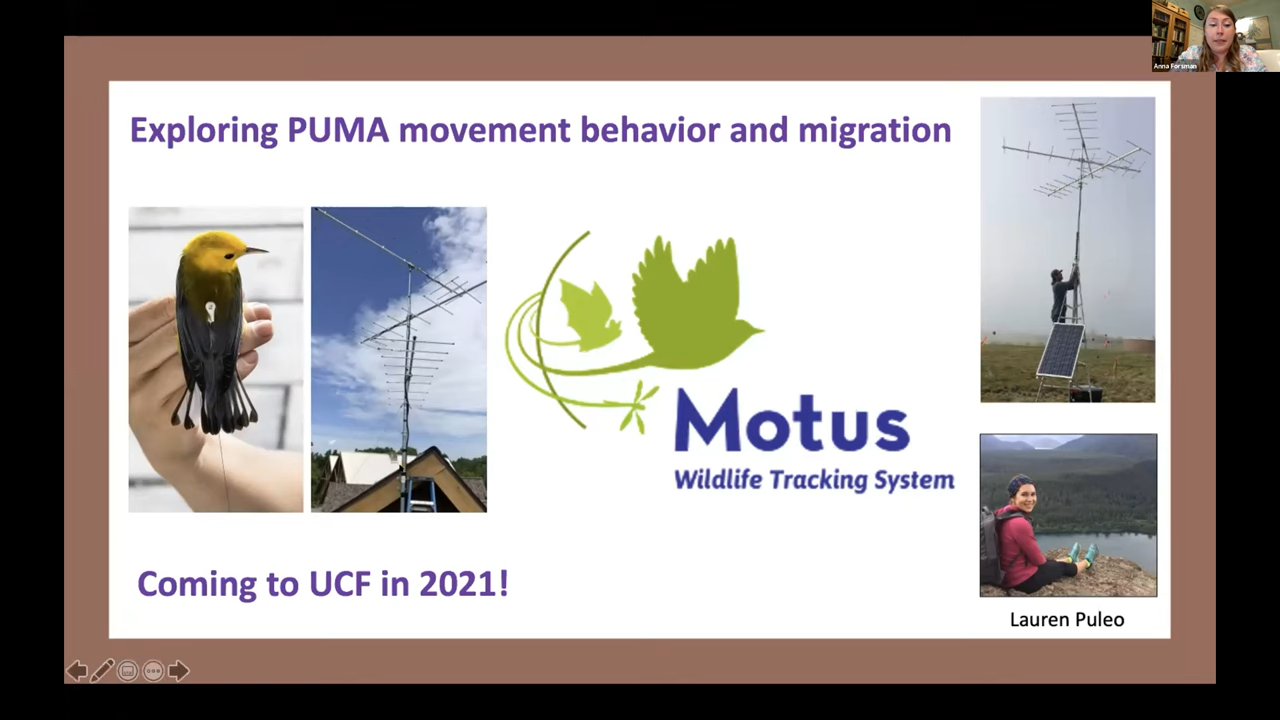 Anna Forsman
Exploring PUMA movement behavior and migration
Motus
Wildlife Tracking System
Coming to UCF in 2021!
Lauren Puleo